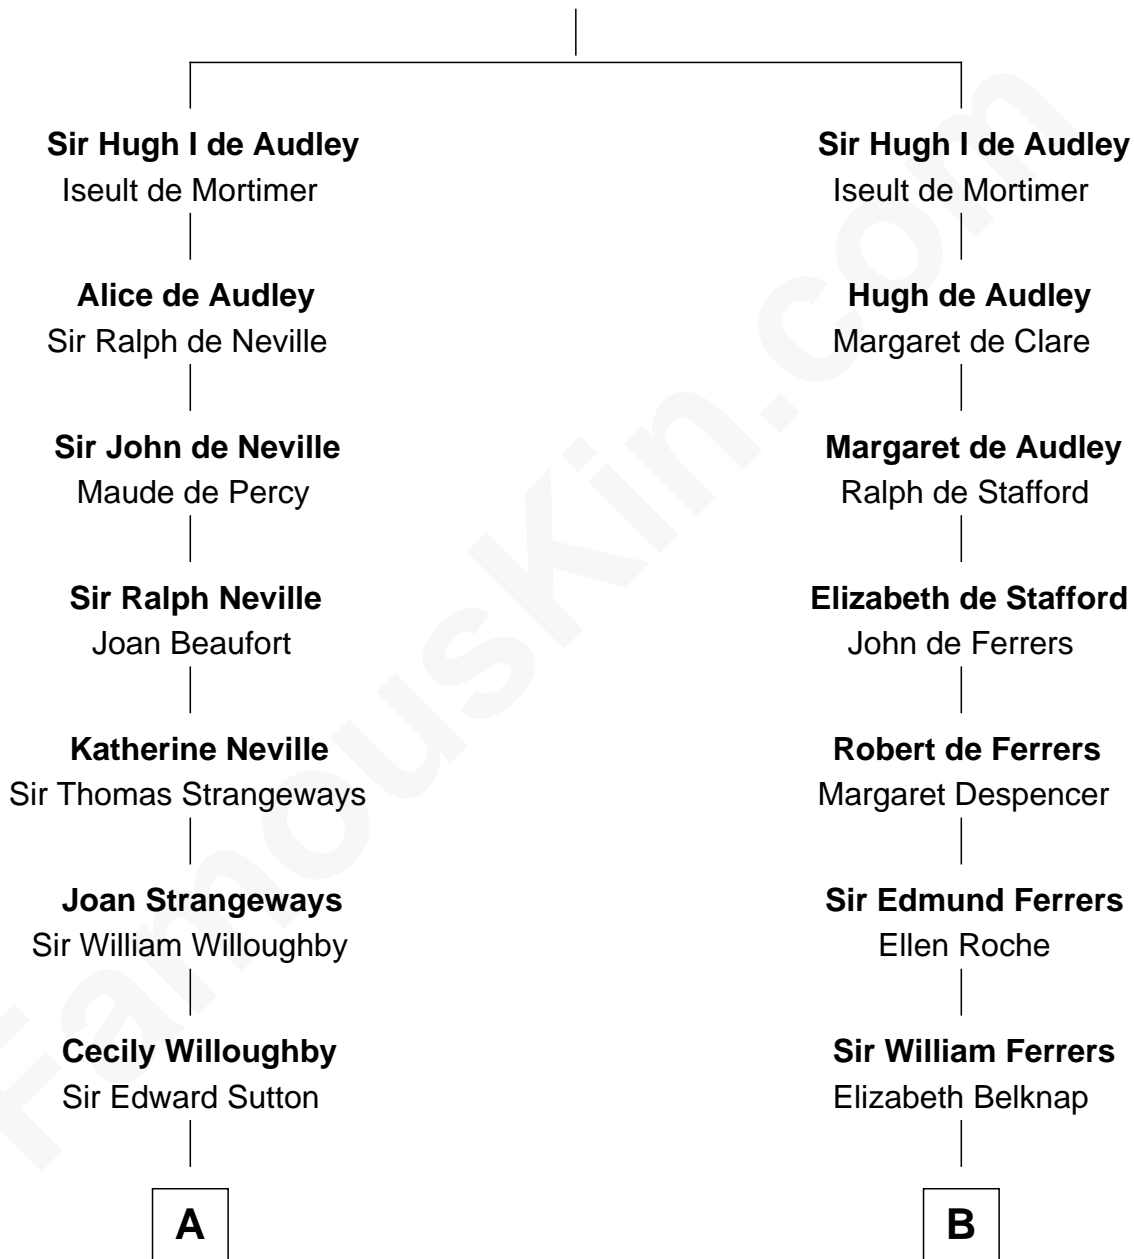 Sir Hugh I de Audley
Iseult de Mortimer
Alice de Audley
Sir Ralph de Neville
Sir John de Neville
Maude de Percy
Sir Ralph Neville
Joan Beaufort
Katherine Neville
Sir Thomas Strangeways
Joan Strangeways
Sir William Willoughby
Cecily Willoughby
Sir Edward Sutton
A
Sir Hugh I de Audley
Iseult de Mortimer
Hugh de Audley
Margaret de Clare
Margaret de Audley
Ralph de Stafford
Elizabeth de Stafford
John de Ferrers
Robert de Ferrers
Margaret Despencer
Sir Edmund Ferrers
Ellen Roche
Sir William Ferrers
Elizabeth Belknap
B
FamousKin.com